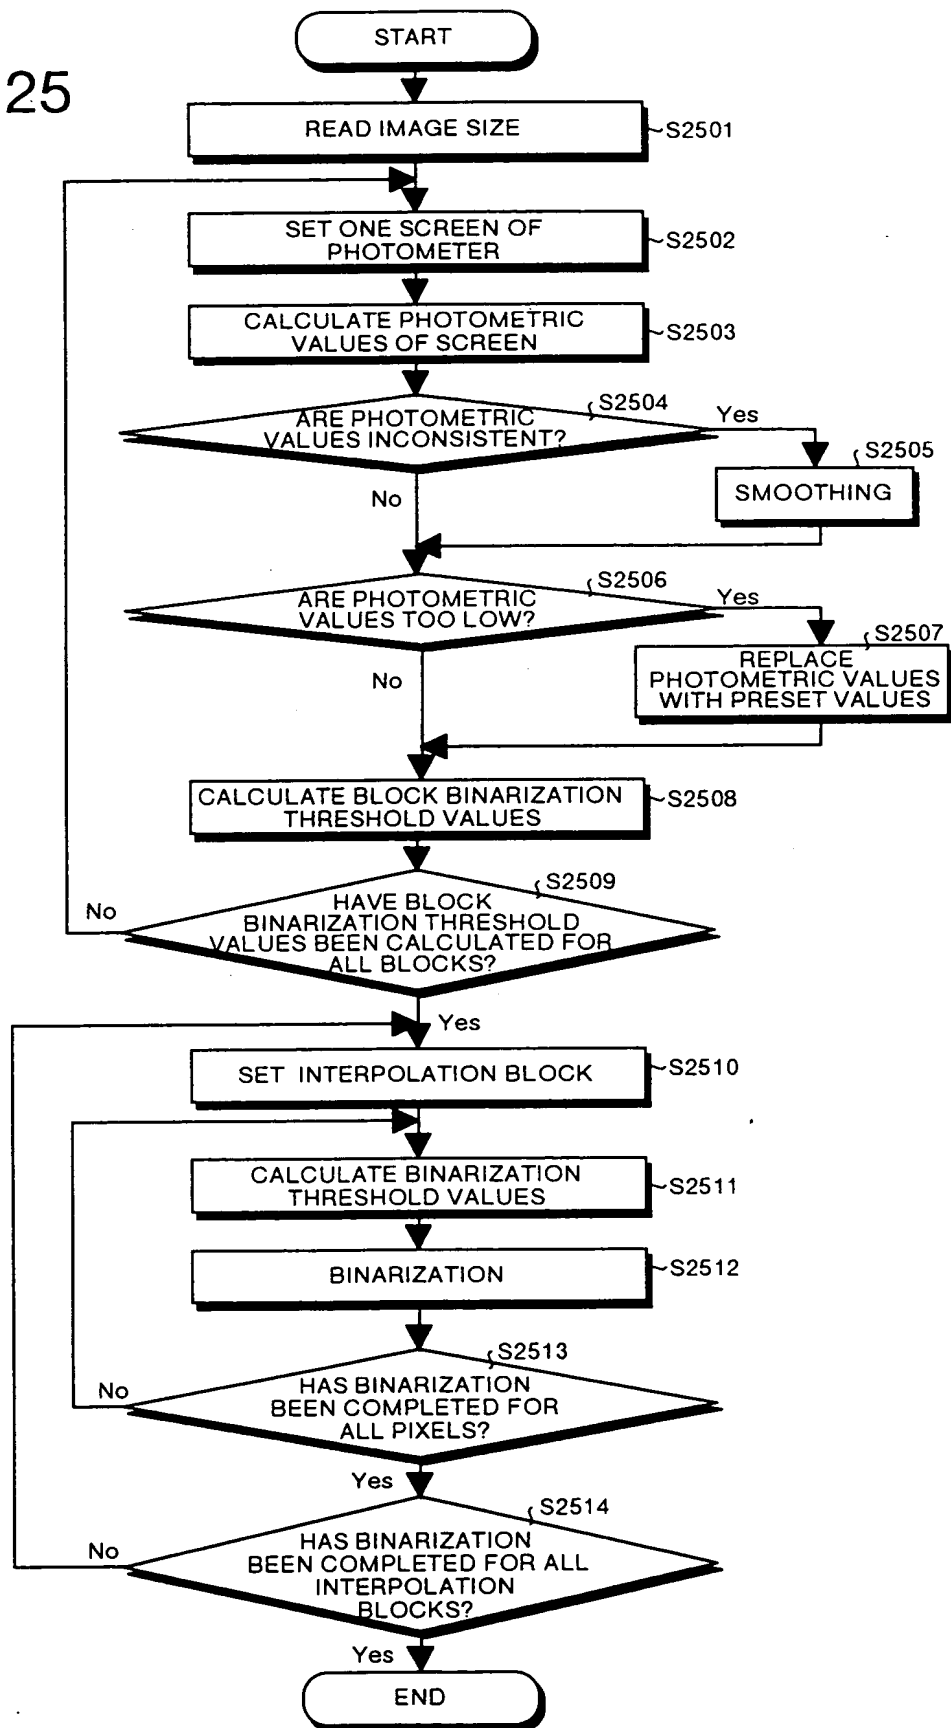 25
START
READ IMAGE SIZE
S2501
SET ONE SCREEN OF
PHOTOMETER
S2502
CALCULATE PHOTOMETRIC
VALUES OF SCREEN
S2503
S2504
ARE PHOTOMETRIC
VALUES INCONSISTENT?
Yes
No
S2505
SMOOTHING
S2506
ARE PHOTOMETRIC
VALUES TOO LOW?
Yes
No
S2507
REPLACE
PHOTOMETRIC VALUES
WITH PRESET VALUES
CALCULATE BLOCK BINARIZATION
THRESHOLD VALUES
S2508
S2509
HAVE BLOCK
BINARIZATION THRESHOLD
VALUES BEEN CALCULATED FOR
ALL BLOCKS?
No
Yes
SET INTERPOLATION BLOCK
S2510
CALCULATE BINARIZATION
THRESHOLD VALUES
S2511
BINARIZATION
S2512
S2513
HAS BINARIZATION
BEEN COMPLETED FOR
ALL PIXELS?
No
Yes
S2514
HAS BINARIZATION
BEEN COMPLETED FOR ALL
INTERPOLATION
BLOCKS?
No
Yes
END